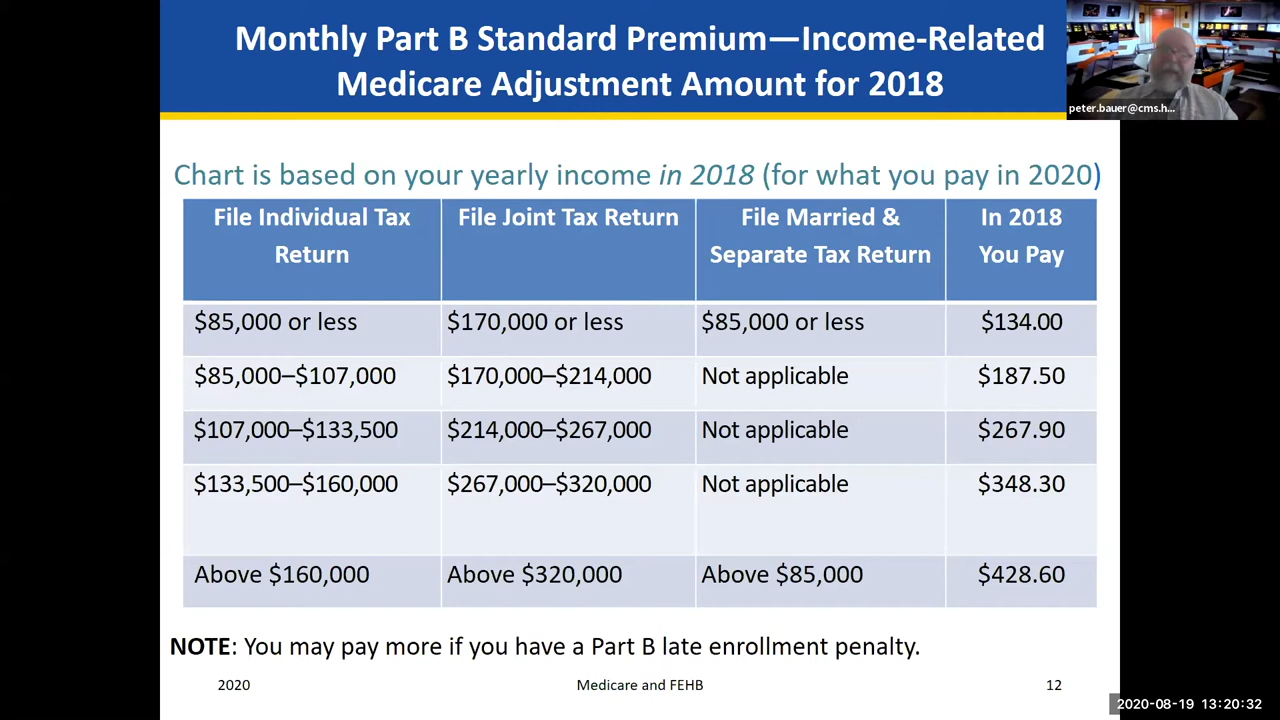 Monthly Part B Standard Premium—Income-Related
Medicare Adjustment Amount for 2018
peter.bauer@cms.h...
Chart is based on your yearly income in 2018 (for what you pay in 2020)
File Individual Tax Return
File Joint Tax Return
File Married & Separate Tax Return
In 2018 You Pay
$85,000 or less
$170,000 or less
$85,000 or less
$134.00
$85,000–$107,000
$170,000–$214,000
Not applicable
$187.50
$107,000–$133,500
$214,000–$267,000
Not applicable
$267.90
$133,500–$160,000
$267,000–$320,000
Not applicable
$348.30
Above $160,000
Above $320,000
Above $85,000
$428.60
NOTE: You may pay more if you have a Part B late enrollment penalty.
2020
Medicare and FEHB
12
2020-08-19 13:20:32